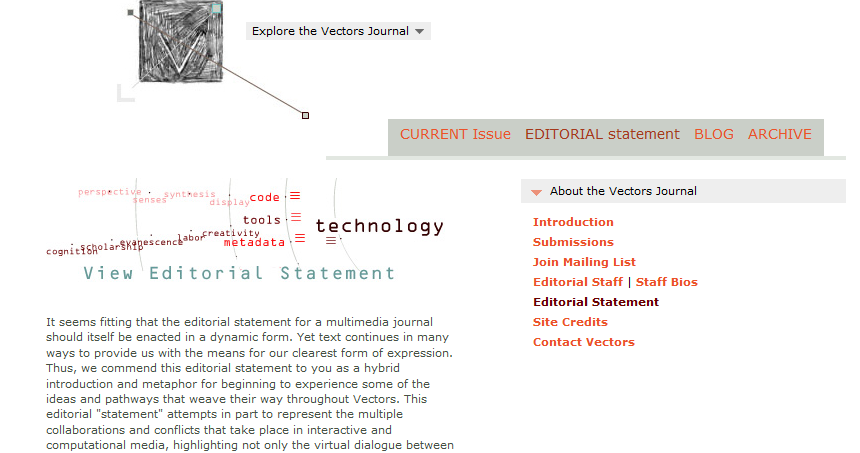 Explore the Vectors Journal
CURRENT Issue EDITORIAL statement BLOG ARCHIVE
perspective
senses
synthesis
display
code
tools
technology
creativity
labor
metadata
evanescence
scholarship
cognition
View Editorial Statement
It seems fitting that the editorial statement for a multimedia journal
should itself be enacted in a dynamic form. Yet text continues in many
ways to provide us with the means for our clearest form of expression.
Thus, we commend this editorial statement to you as a hybrid
introduction and metaphor for beginning to experience some of the
ideas and pathways that weave their way throughout Vectors. This
editorial "statement" attempts in part to represent the multiple
collaborations and conflicts that take place in interactive and
computational media, highlighting not only the virtual dialogue between
About the Vectors Journal
Introduction
Submissions
Join Mailing List
Editorial Staff | Staff Bios
Editorial Statement
Site Credits
Contact Vectors